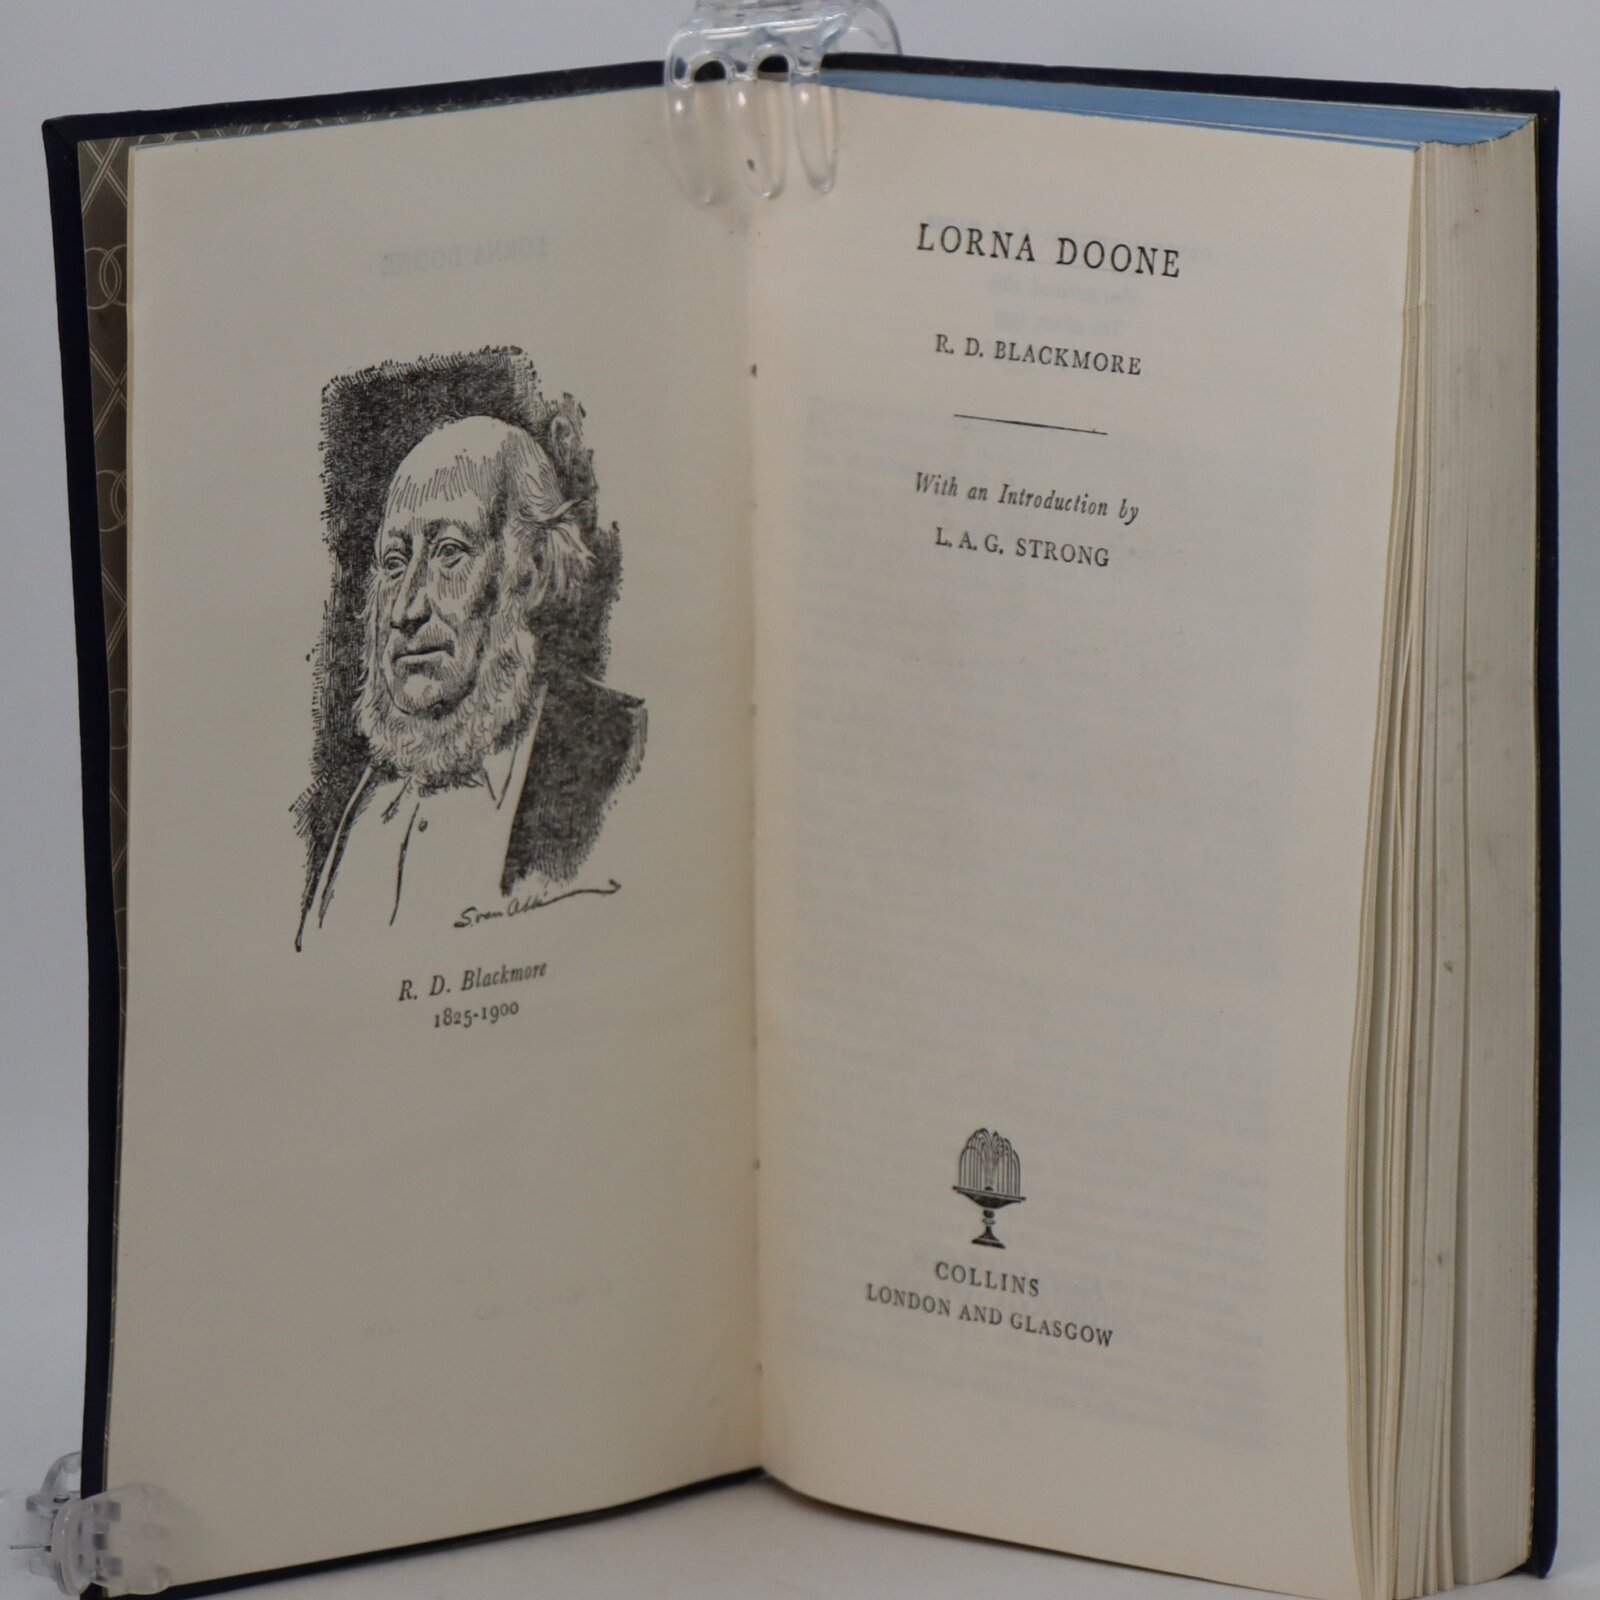 R. D. Blackmore
1825-1900
LORNA DOONE
R. D. BLACKMORE
With an Introduction by
L. A. G. STRONG
COLLINS
LONDON AND GLASGOW